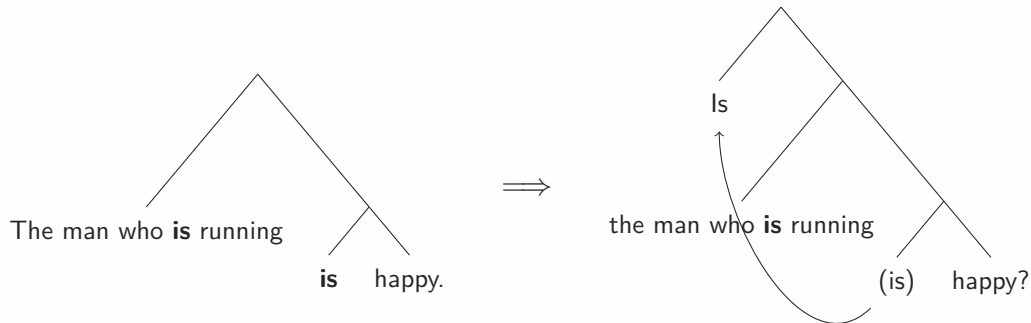 The man who is running
is happy.
⟹
Is
the man who is running
(is) happy?